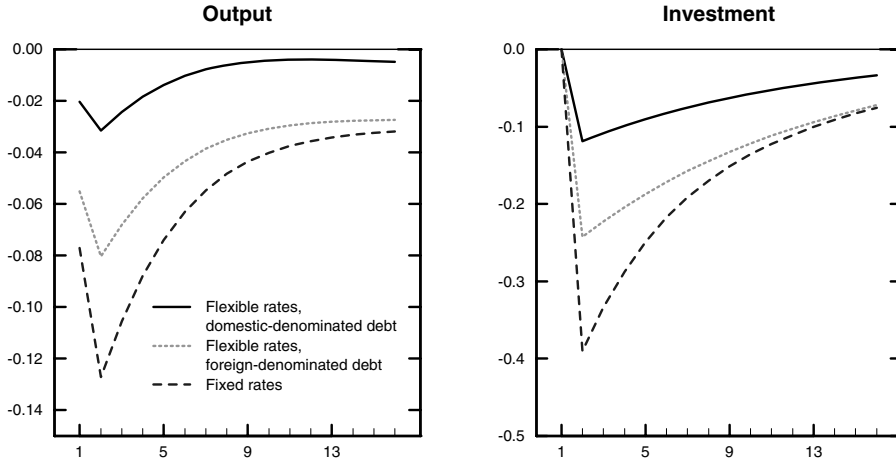 Output
0.00
-0.02
-0.04
-0.06
-0.08
-0.10
-0.12
-0.14
1 5 9 13
Flexible rates,
domestic-denominated debt
Flexible rates,
foreign-denominated debt
Fixed rates
Investment
0.0
-0.1
-0.2
-0.3
-0.4
-0.5
1 5 9 13